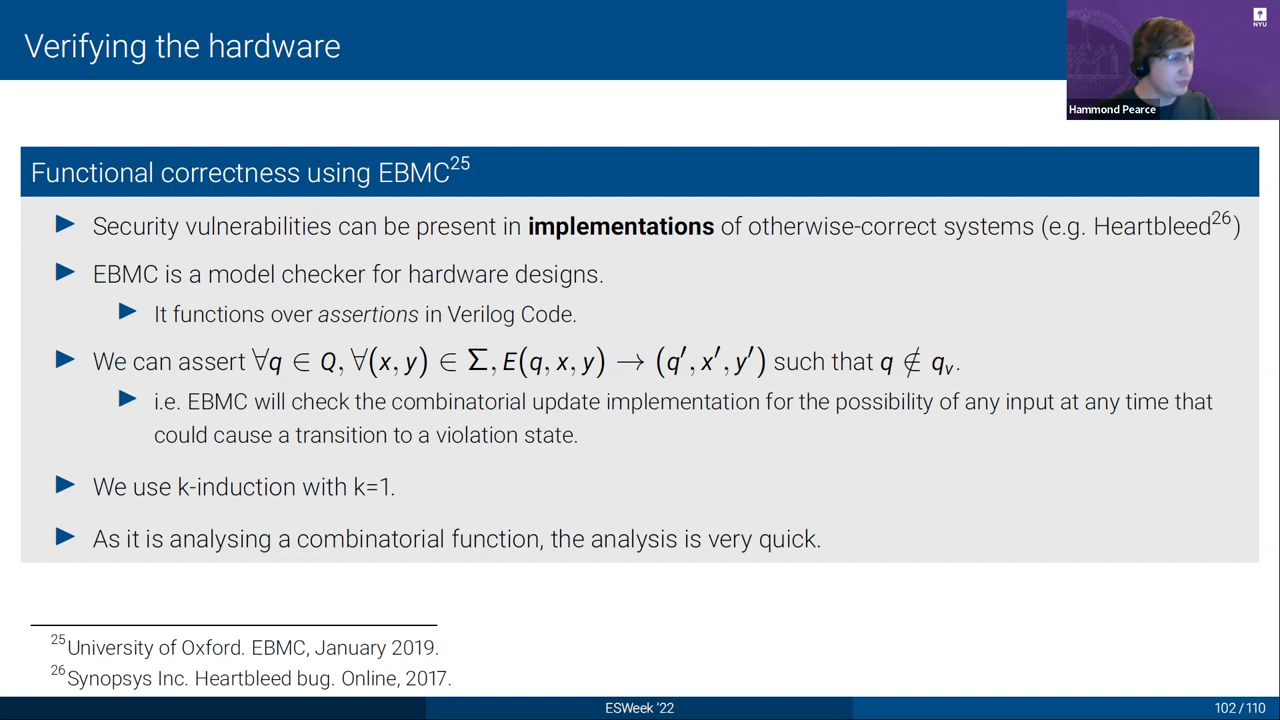 Verifying the hardware
NYU
Hammond Pearce
Functional correctness using EBMC²⁵
▶ Security vulnerabilities can be present in implementations of otherwise-correct systems (e.g. Heartbleed²⁶)
▶ EBMC is a model checker for hardware designs.
▶ It functions over assertions in Verilog Code.
▶ We can assert ∀q ∈ Q, ∀(x, y) ∈ Σ, E(q, x, y) → (q′, x′, y′) such that q ∉ qᵥ.
▶ i.e. EBMC will check the combinatorial update implementation for the possibility of any input at any time that
could cause a transition to a violation state.
▶ We use k-induction with k=1.
▶ As it is analysing a combinatorial function, the analysis is very quick.
²⁵University of Oxford. EBMC, January 2019.
²⁶Synopsys Inc. Heartbleed bug. Online, 2017.
ESWeek '22
102 / 110